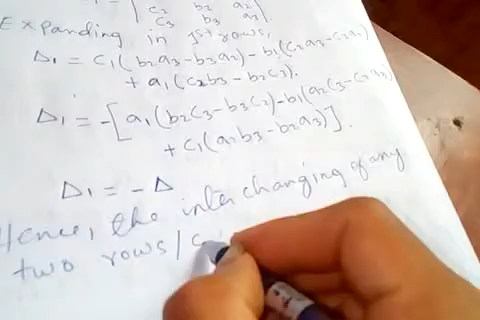 c₂ b₂ a₂
c₃ b₃ a₃
Expanding in 1st rows,
Δ₁ = c₁(b₂a₃-b₃a₂)-b₁(c₂a₃-c₃a₂)
+ a₁(c₂b₃-b₂c₃).
Δ₁ = -[a₁(b₂c₃-b₃c₂)-b₁(a₂c₃-c₂a₃)
+ c₁(a₂b₃-b₂a₃)].
Δ₁ = - Δ
Hence, the interchanging of any
two rows/c